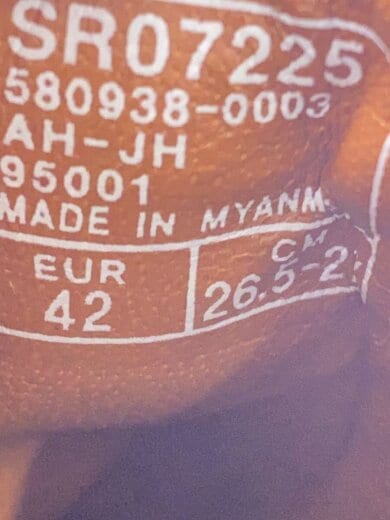 SR07225
580938-0003
AH-JH
95001
MADE IN MYANM
EUR
42
CM
26.5-2